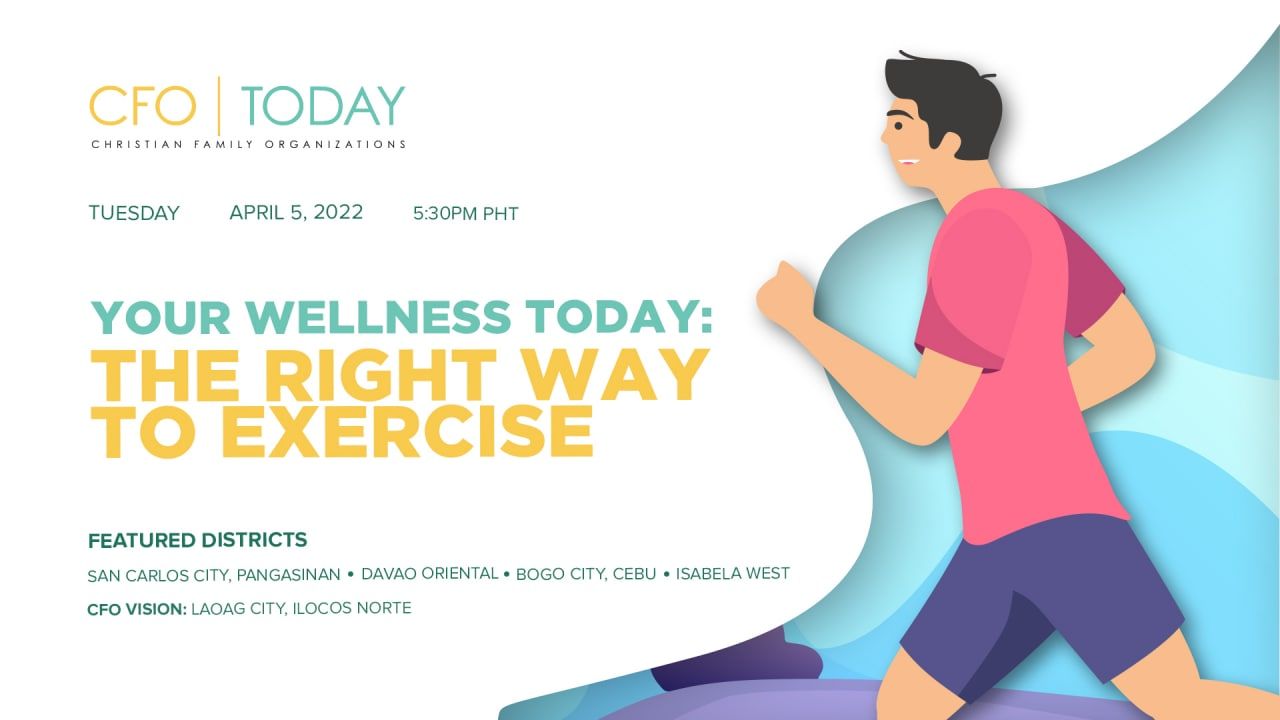 CFO | TODAY
CHRISTIAN FAMILY ORGANIZATIONS
TUESDAY APRIL 5, 2022 5:30PM PHT
YOUR WELLNESS TODAY:
THE RIGHT WAY
TO EXERCISE
FEATURED DISTRICTS
SAN CARLOS CITY, PANGASINAN • DAVAO ORIENTAL • BOGO CITY, CEBU • ISABELA WEST
CFO VISION: LAOAG CITY, ILOCOS NORTE